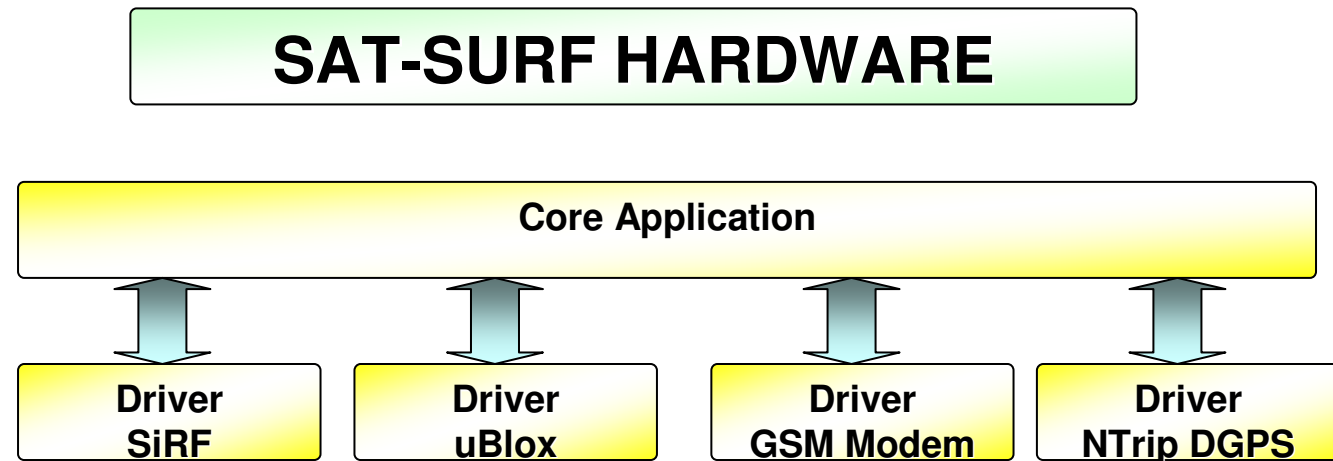 SAT-SURF HARDWARE
Core Application
Driver
SiRF
Driver
uBlox
Driver
GSM Modem
Driver
NTrip DGPS